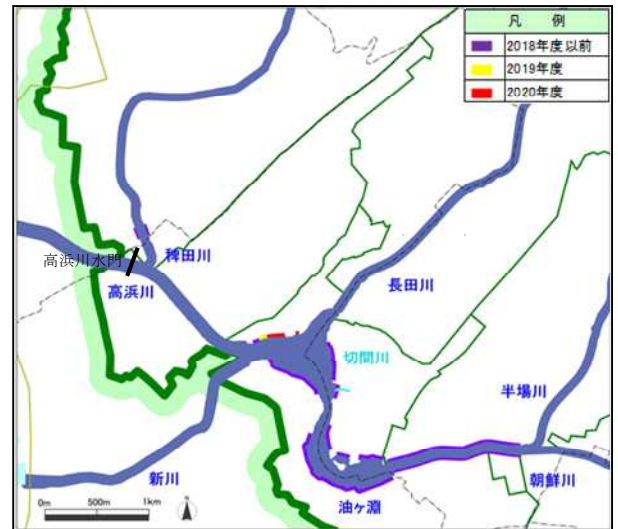 凡 例
2018年度以前
2019年度
2020年度
高浜川水門
稗田川
高浜川
長田川
切間川
半場川
新川
油ヶ淵
朝鮮川
0m 500m 1km
N